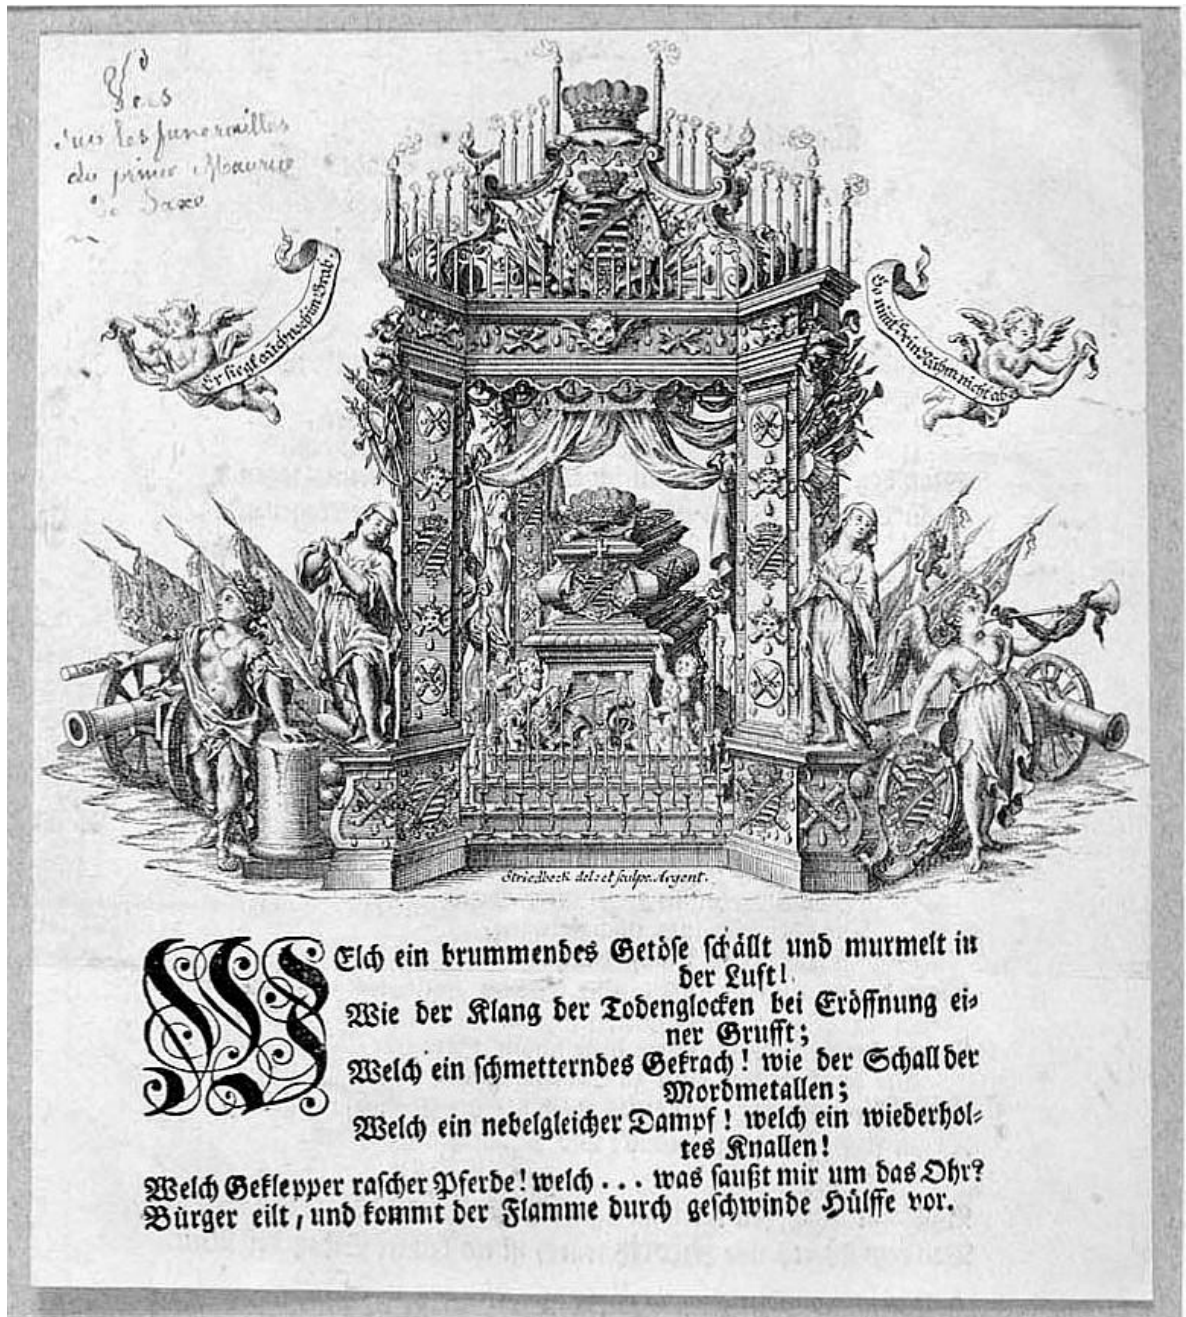 Vers
sur les funerailles
du prince Maurice
de Saxe
Er siegt auch noch im Grab.
So nimt Sein Ruhm nicht ab.
Striedbeck del: et sculps. Argent.
WElch ein brummendes Getöse schällt und murmelt in
der Luft!
Wie der Klang der Todenglocken bei Eröffnung ei-
ner Grufft;
Welch ein schmetterndes Gekrach! wie der Schall der
Mordmetallen;
Welch ein nebelgleicher Dampf! welch ein wiederhol-
tes Knallen!
Welch Geklepper rascher Pferde! welch . . . was saußt mir um das Ohr?
Bürger eilt, und kommt der Flamme durch geschwinde Hülffe vor.